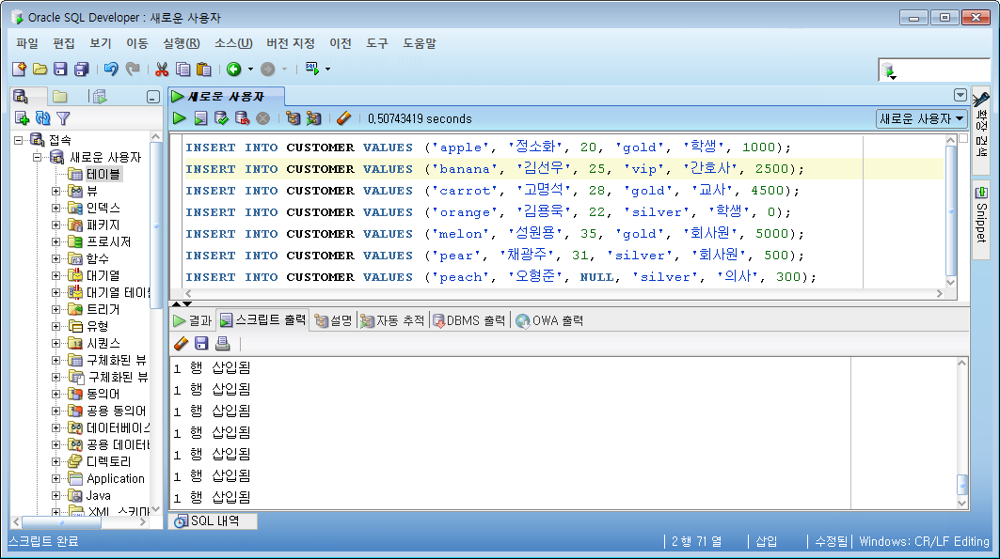 Oracle SQL Developer : 새로운 사용자
파일 편집 보기 이동 실행(R) 소스(U) 버전 지정 이전 도구 도움말
새로운 사용자
0,50743419 seconds
새로운 사용자
접속
새로운 사용자
테이블
뷰
인덱스
패키지
프로시저
함수
대기열
대기열 테이블
트리거
유형
시퀀스
구체화된 뷰
구체화된 뷰
동의어
공용 동의어
데이터베이스
공용 데이터베
디렉토리
Application
Java
XML 스키마
INSERT INTO CUSTOMER VALUES ('apple', '정소화', 20, 'gold', '학생', 1000);
INSERT INTO CUSTOMER VALUES ('banana', '김선우', 25, 'vip', '간호사', 2500);
INSERT INTO CUSTOMER VALUES ('carrot', '고명석', 28, 'gold', '교사', 4500);
INSERT INTO CUSTOMER VALUES ('orange', '김용욱', 22, 'silver', '학생', 0);
INSERT INTO CUSTOMER VALUES ('melon', '성원용', 35, 'gold', '회사원', 5000);
INSERT INTO CUSTOMER VALUES ('pear', '채광주', 31, 'silver', '회사원', 500);
INSERT INTO CUSTOMER VALUES ('peach', '오형준', NULL, 'silver', '의사', 300);
결과 스크립트 출력 설명 자동 추적 DBMS 출력 OWA 출력
1 행 삽입됨
1 행 삽입됨
1 행 삽입됨
1 행 삽입됨
1 행 삽입됨
1 행 삽입됨
1 행 삽입됨
SQL 내역
확장 검색
Snippet
스크립트 완료 2 행 71 열 삽입 수정됨 Windows: CR/LF Editing